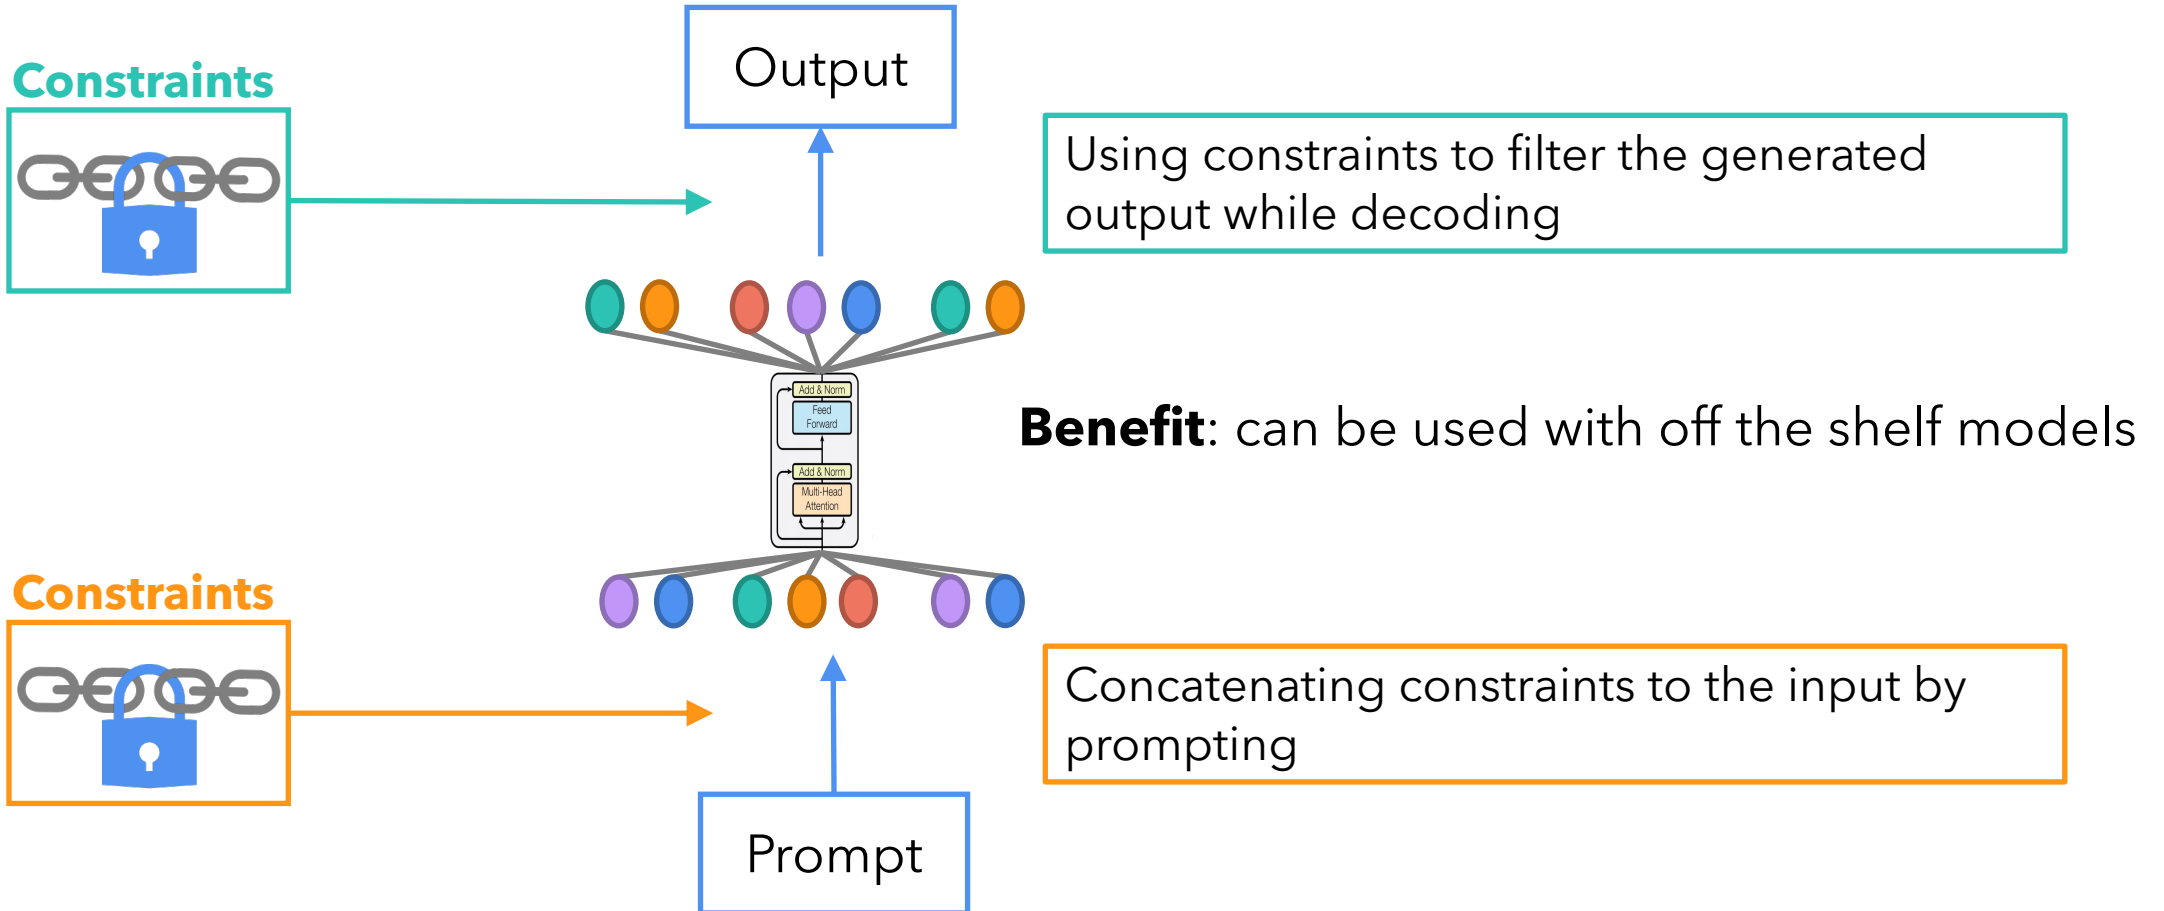 Output
Constraints
Using constraints to filter the generated
output while decoding
Add & Norm
Feed
Forward
Benefit: can be used with off the shelf models
Add & Norm
Multi-Head
Attention
Constraints
Concatenating constraints to the input by
prompting
Prompt